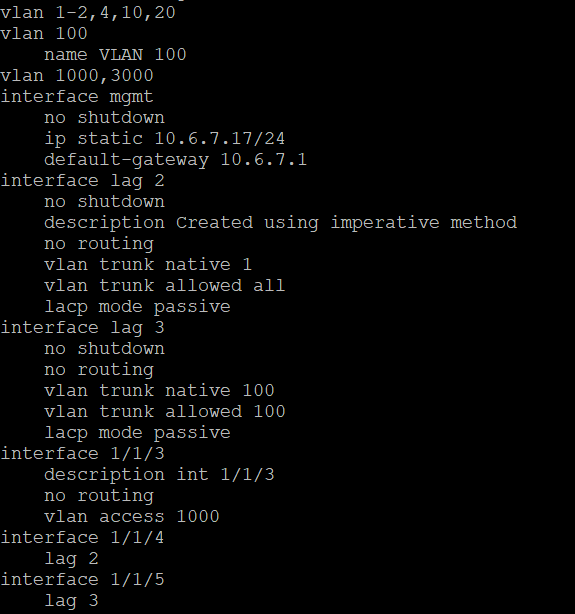 vlan 1-2,4,10,20
vlan 100
    name VLAN 100
vlan 1000,3000
interface mgmt
    no shutdown
    ip static 10.6.7.17/24
    default-gateway 10.6.7.1
interface lag 2
    no shutdown
    description Created using imperative method
    no routing
    vlan trunk native 1
    vlan trunk allowed all
    lacp mode passive
interface lag 3
    no shutdown
    no routing
    vlan trunk native 100
    vlan trunk allowed 100
    lacp mode passive
interface 1/1/3
    description int 1/1/3
    no routing
    vlan access 1000
interface 1/1/4
    lag 2
interface 1/1/5
    lag 3